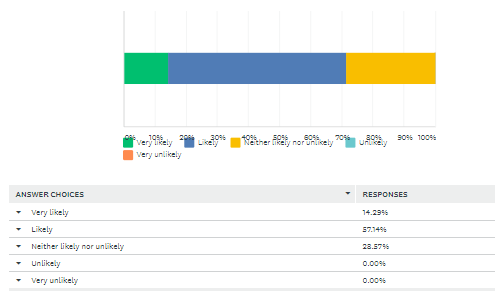 0% 10% 20% 30% 40% 50% 60% 70% 80% 90% 100%
Very likely Likely Neither likely nor unlikely Unlikely
Very unlikely
ANSWER CHOICES RESPONSES
Very likely 14.29%
Likely 57.14%
Neither likely nor unlikely 28.57%
Unlikely 0.00%
Very unlikely 0.00%